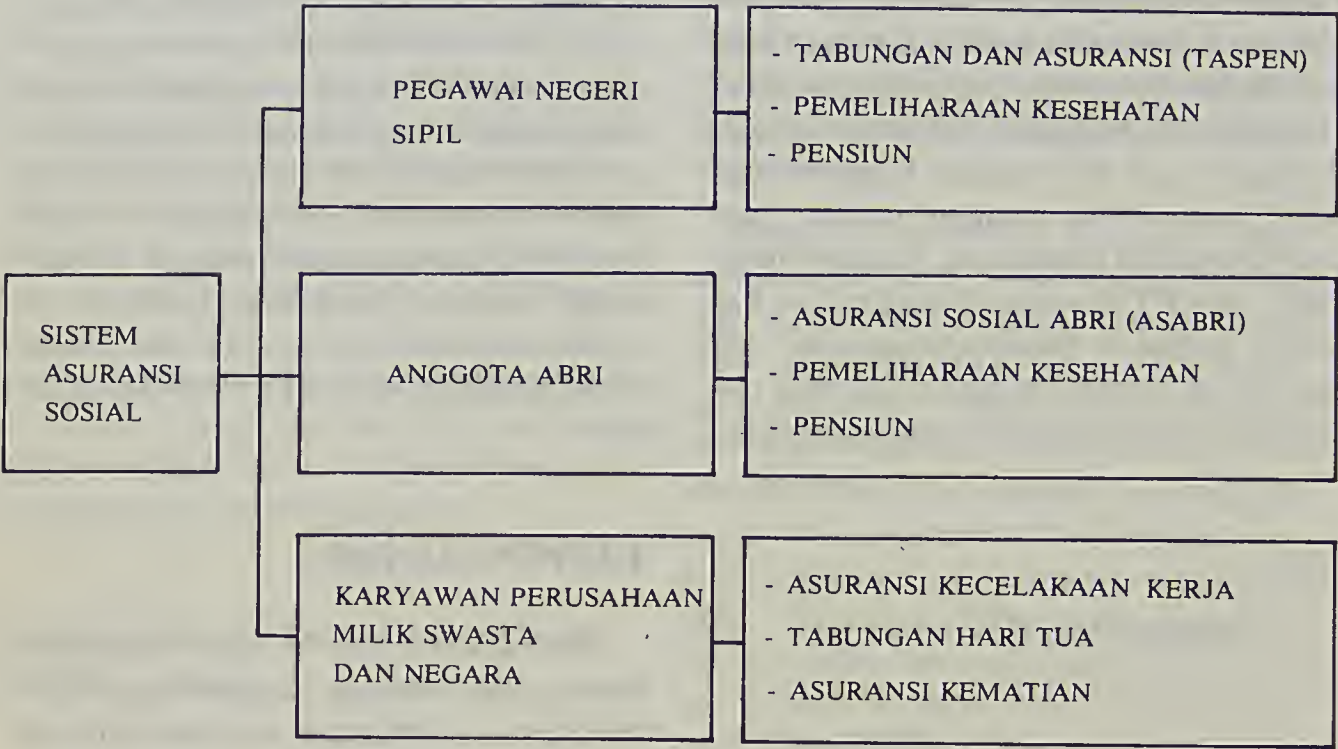 PEGAWAI NEGERI
SIPIL
- TABUNGAN DAN ASURANSI (TASPEN)
- PEMELIHARAAN KESEHATAN
- PENSIUN
SISTEM
ASURANSI
SOSIAL
ANGGOTA ABRI
- ASURANSI SOSIAL ABRI (ASABRI)
- PEMELIHARAAN KESEHATAN
- PENSIUN
KARYAWAN PERUSAHAAN
MILIK SWASTA
DAN NEGARA
- ASURANSI KECELAKAAN KERJA
- TABUNGAN HARI TUA
- ASURANSI KEMATIAN